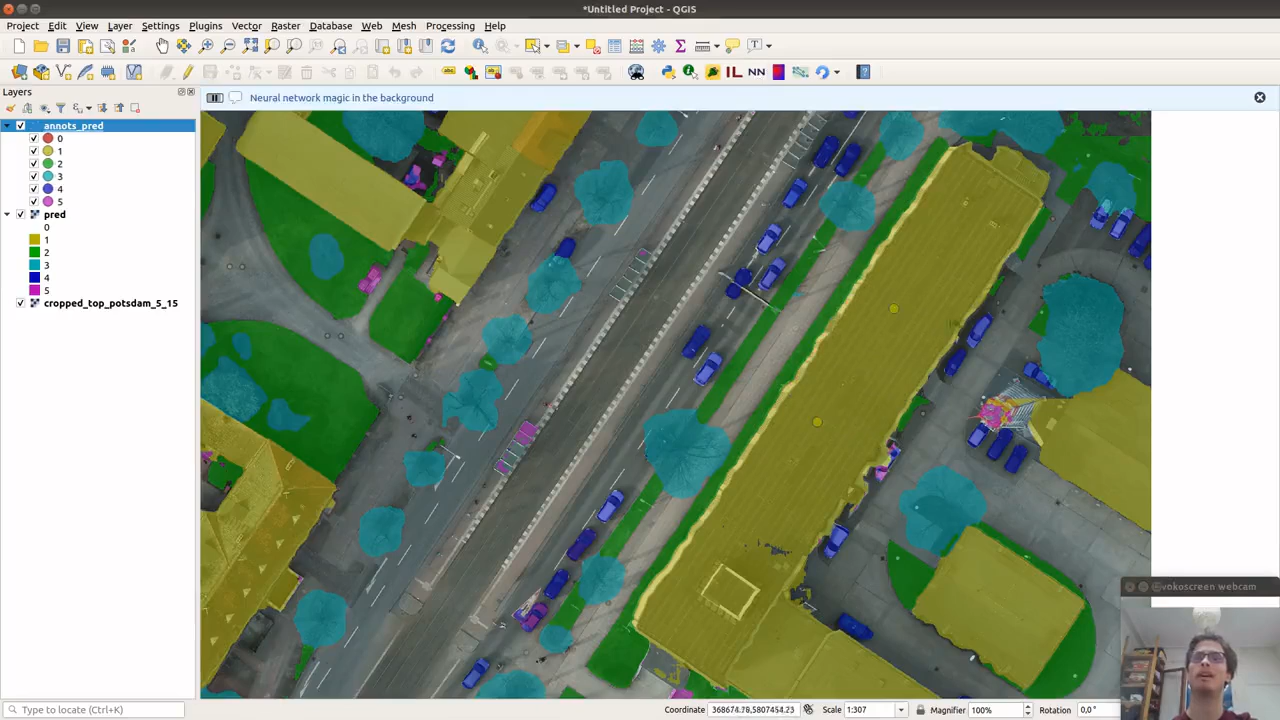 *Untitled Project - QGIS
Project Edit View Layer Settings Plugins Vector Raster Database Web Mesh Processing Help
IL NN
Layers
Neural network magic in the background
annots_pred
0
1
2
3
4
5
pred
0
1
2
3
4
5
cropped_top_potsdam_5_15
vokoscreen webcam
Type to locate (Ctrl+K)
Coordinate 368674.78,5807454.23 Scale 1:307 Magnifier 100% Rotation 0,0°